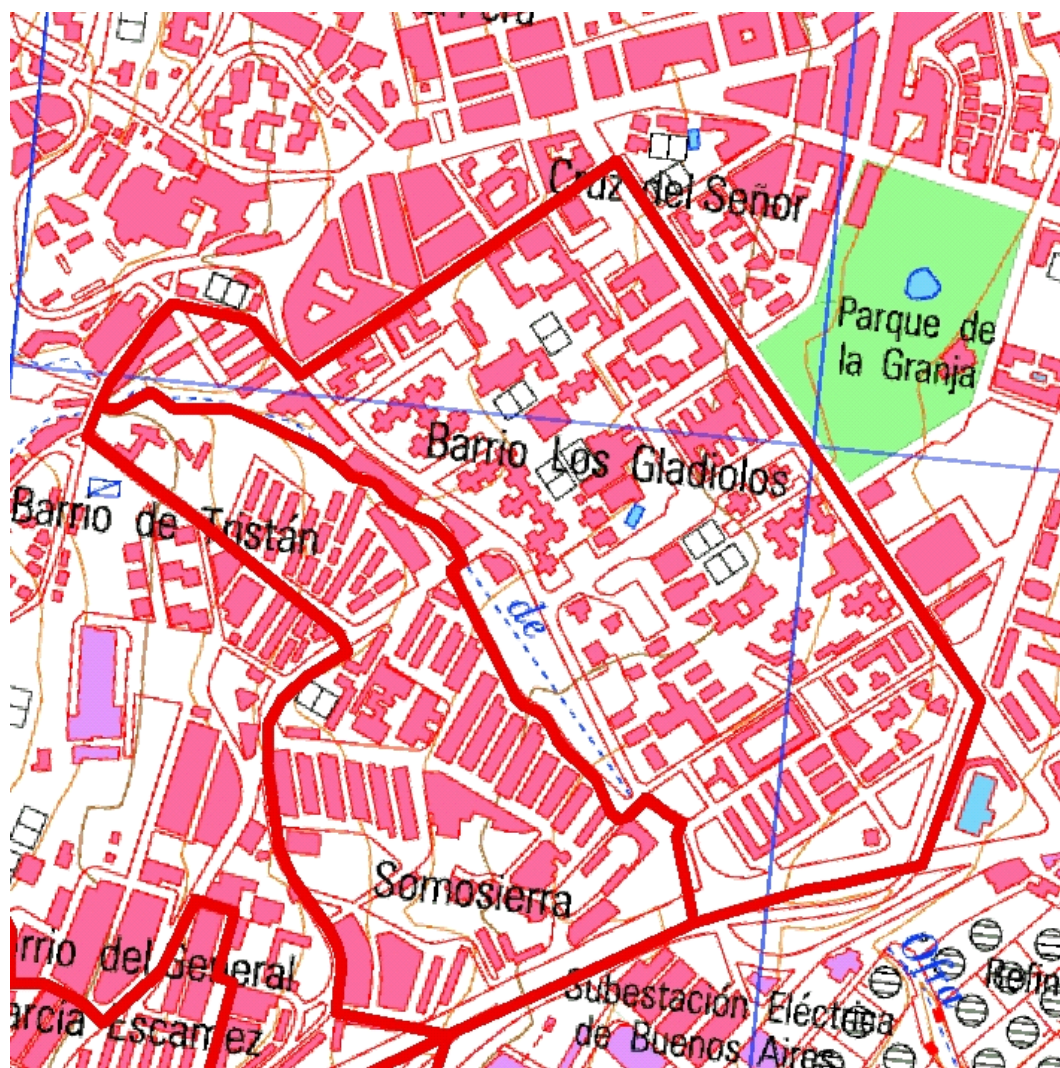 Cruz del Señor
Parque de
la Granja
Barrio Los Gladiolos
Barrio de Tristán
de
Somosierra
rrio del General
arcía Escamez
Subestación Eléctrica
de Buenos Aires
Refin